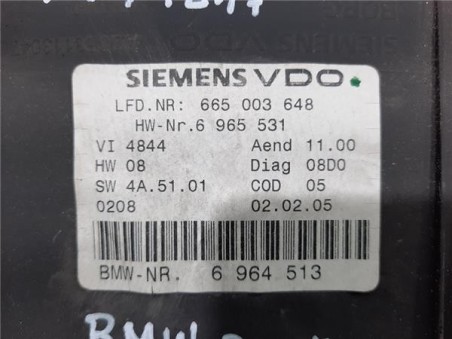 SIEMENS VDO
LFD.NR: 665 003 648
HW-Nr.6 965 531
VI 4844 Aend 11.00
HW 08 Diag 08D0
SW 4A.51.01 COD 05
0208 02.02.05
BMW-NR. 6 964 513
BMW